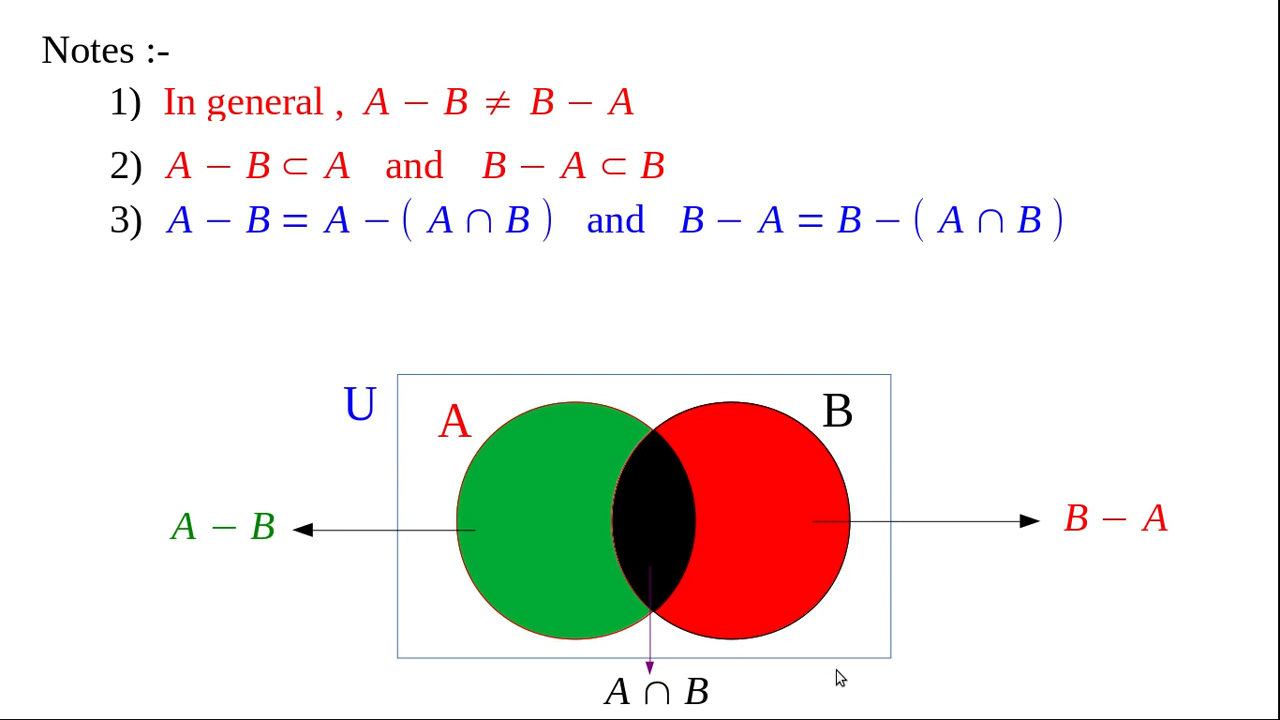 Notes :-
1) In general , A − B ≠ B − A
2) A − B ⊂ A and B − A ⊂ B
3) A − B = A − ( A ∩ B ) and B − A = B − ( A ∩ B )
U
A
B
A − B
B − A
A ∩ B